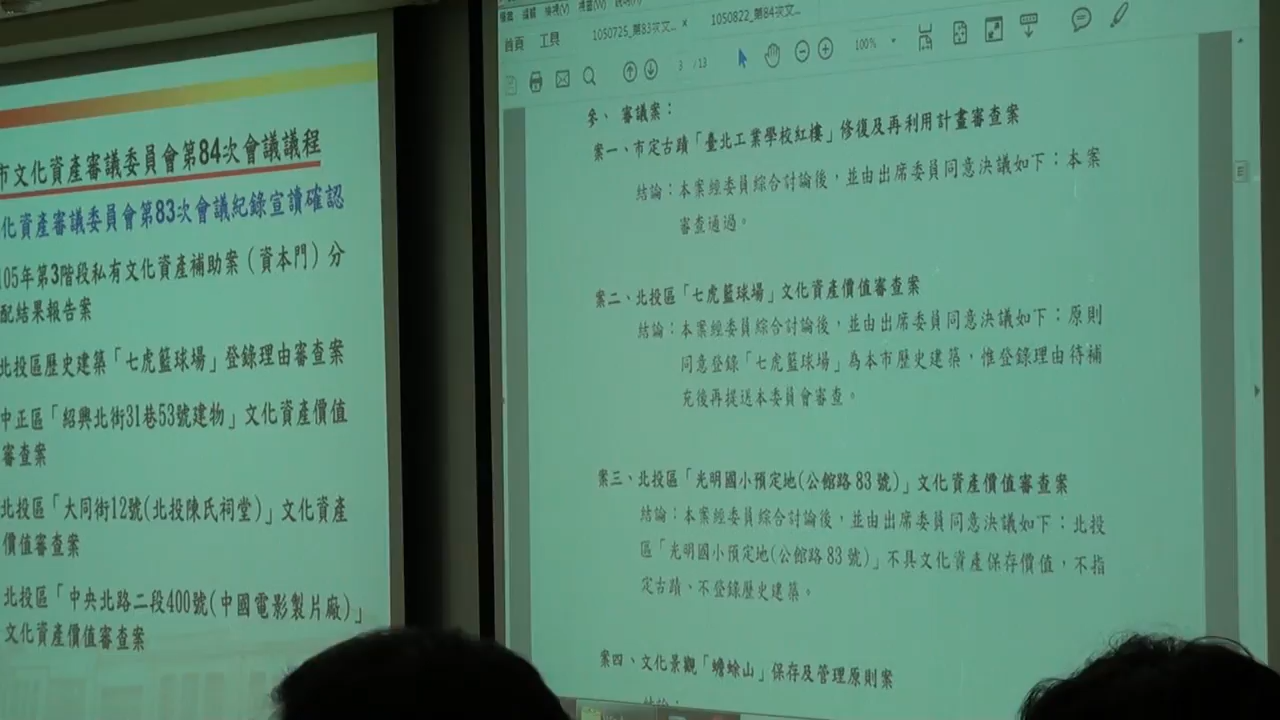 市文化資產審議委員會第84次會議議程
化資產審議委員會第83次會議紀錄宣讀確認
105年第3階段私有文化資產補助案（資本門）分
配結果報告案
北投區歷史建築「七虎籃球場」登錄理由審查案
中正區「紹興北街31巷53號建物」文化資產價值
審查案
北投區「大同街12號(北投陳氏祠堂)」文化資產
價值審查案
北投區「中央北路二段400號(中國電影製片廠)」
文化資產價值審查案
檔案 編輯 檢視(V) 視窗(W) 說明(H)
首頁 工具 1050725_第83次文... × 1050822_第84次文...
3 /13 100%
參、審議案：
案一、市定古蹟「臺北工業學校紅樓」修復及再利用計畫審查案
結論：本案經委員綜合討論後，並由出席委員同意決議如下：本案
審查通過。
案二、北投區「七虎籃球場」文化資產價值審查案
結論：本案經委員綜合討論後，並由出席委員同意決議如下：原則
同意登錄「七虎籃球場」為本市歷史建築，惟登錄理由待補
充後再提送本委員會審查。
案三、北投區「光明國小預定地(公館路 83 號)」文化資產價值審查案
結論：本案經委員綜合討論後，並由出席委員同意決議如下：北投
區「光明國小預定地(公館路 83 號)」不具文化資產保存價值，不指
定古蹟、不登錄歷史建築。
案四、文化景觀「蟾蜍山」保存及管理原則案